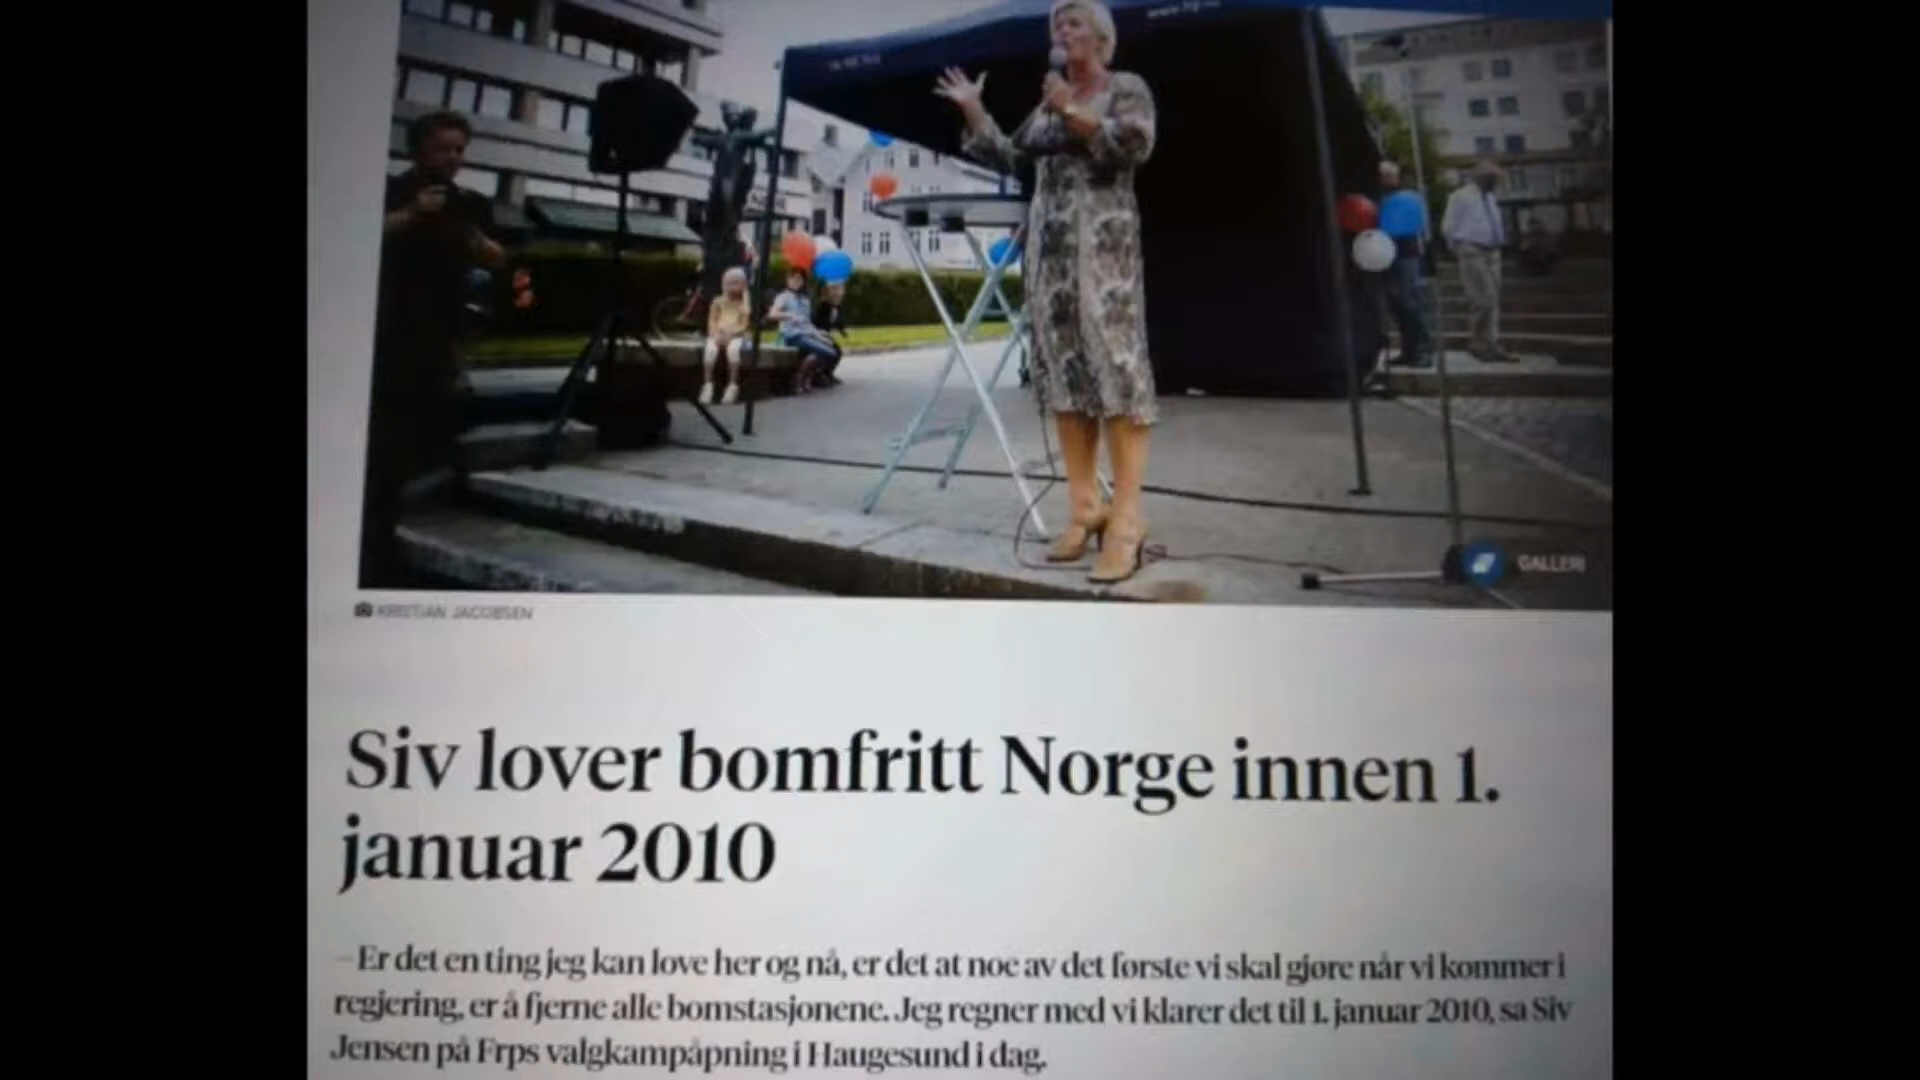 GALLERI
KRISTIAN JACOBSEN
Siv lover bomfritt Norge innen 1.
januar 2010
– Er det en ting jeg kan love her og nå, er det at noe av det første vi skal gjøre når vi kommer i
regjering, er å fjerne alle bomstasjonene. Jeg regner med vi klarer det til 1. januar 2010, sa Siv
Jensen på Frps valgkampåpning i Haugesund i dag.